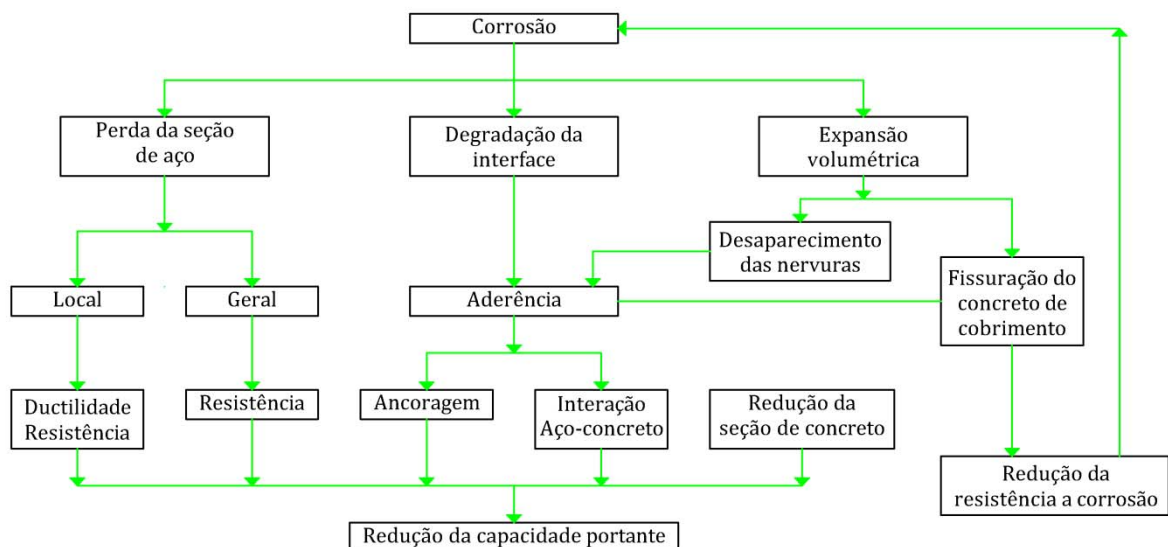 Corrosão
Perda da seção
de aço
Degradação da
interface
Expansão
volumétrica
Desaparecimento
das nervuras
Local
Geral
Aderência
Fissuração do
concreto de
cobrimento
Ductilidade
Resistência
Resistência
Ancoragem
Interação
Aço-concreto
Redução da
seção de concreto
Redução da
resistência a corrosão
Redução da capacidade portante